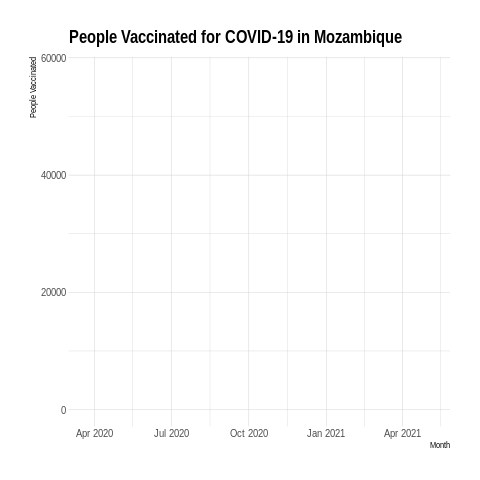 People Vaccinated for COVID-19 in Mozambique
People Vaccinated
60000
40000
20000
0
Apr 2020
Jul 2020
Oct 2020
Jan 2021
Apr 2021
Month